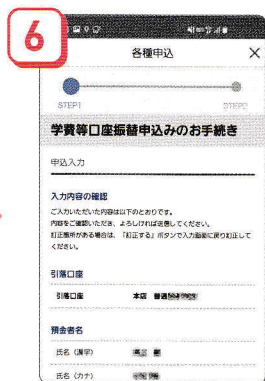 6
各種申込 ×
STEP1 STEP2
学費等口座振替申込みのお手続き
申込入力
入力内容の確認
ご入力いただいた内容は以下のとおりです。
内容をご確認いただき、よろしければ送信してください。
訂正箇所がある場合は、「訂正する」ボタンで入力画面に戻り訂正して
ください。
引落口座
引落口座 本店 普通
預金者名
氏名（漢字）
氏名（カナ）